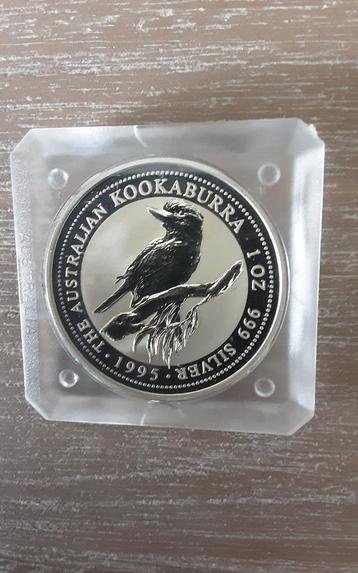 THE AUSTRALIAN KOOKABURRA · 1 OZ 999 SILVER · 1995 ·